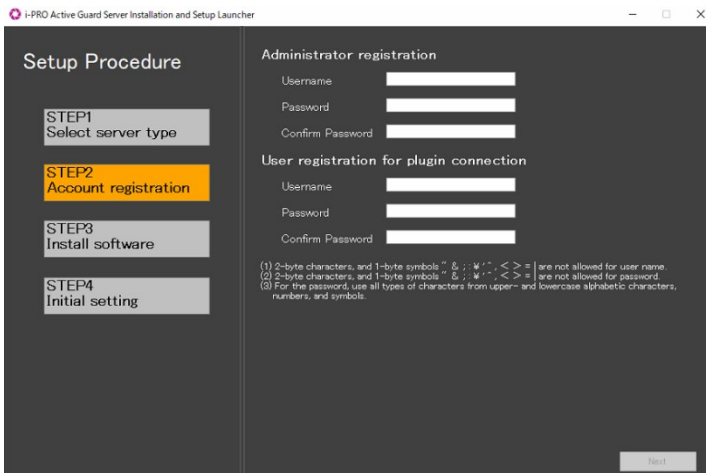 i-PRO Active Guard Server Installation and Setup Launcher
Setup Procedure
STEP1
Select server type
STEP2
Account registration
STEP3
Install software
STEP4
Initial setting
Administrator registration
Username
Password
Confirm Password
User registration for plugin connection
Username
Password
Confirm Password
(1) 2-byte characters, and 1-byte symbols " & ; : ¥ ' ^ , < > = | are not allowed for user name.
(2) 2-byte characters, and 1-byte symbols " & ; : ¥ ' ^ , < > = | are not allowed for password.
(3) For the password, use all types of characters from upper- and lowercase alphabetic characters,
numbers, and symbols.
Next